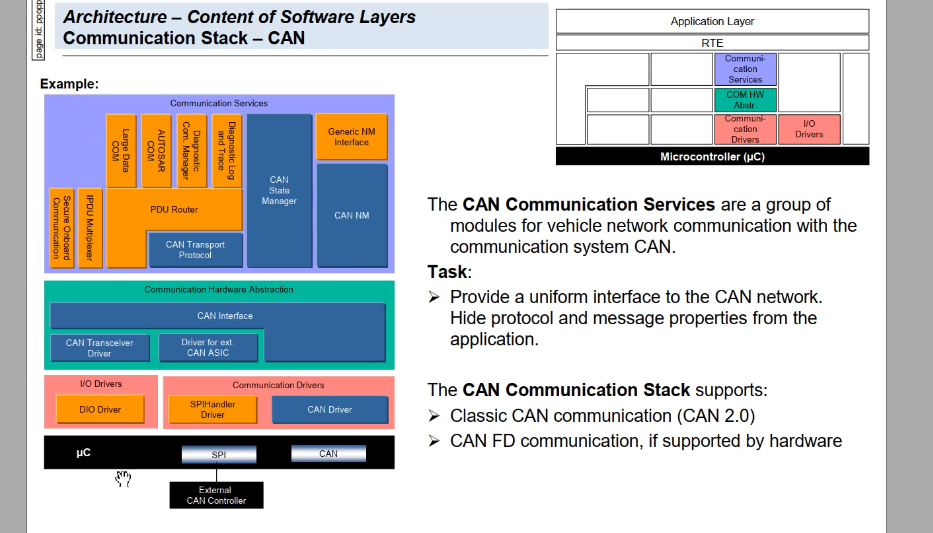 page id: ppopp
Architecture – Content of Software Layers
Communication Stack – CAN
Application Layer
RTE
Communi-
cation
Services
COM HW
Abstr.
Communi-
cation
Drivers
I/O
Drivers
Microcontroller (µC)
Example:
Communication Services
Large Data
COM
AUTOSAR
COM
Diagnostic
Com. Manager
Diagnostic Log
and Trace
Generic NM
Interface
CAN
State
Manager
Secure Onboard
Communication
IPDU Multiplexer
PDU Router
CAN NM
CAN Transport
Protocol
Communication Hardware Abstraction
CAN Interface
CAN Transceiver
Driver
Driver for ext.
CAN ASIC
I/O Drivers
Communication Drivers
DIO Driver
SPIHandler
Driver
CAN Driver
µC
SPI
CAN
External
CAN Controller
The CAN Communication Services are a group of
modules for vehicle network communication with the
communication system CAN.
Task:
➢ Provide a uniform interface to the CAN network.
Hide protocol and message properties from the
application.
The CAN Communication Stack supports:
➢ Classic CAN communication (CAN 2.0)
➢ CAN FD communication, if supported by hardware